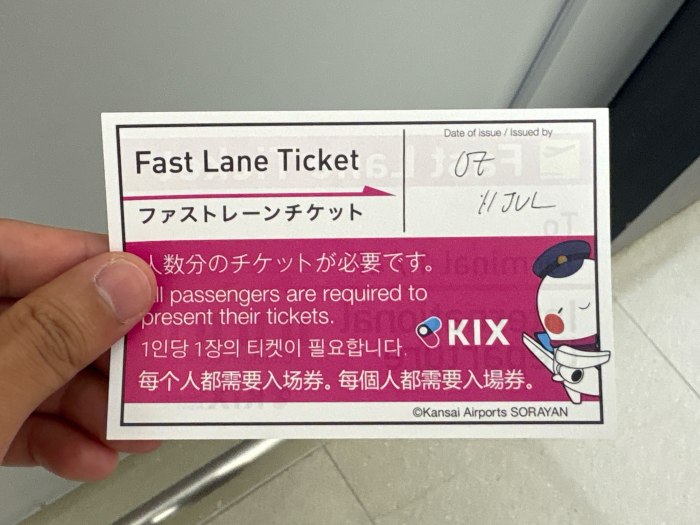 Fast Lane Ticket
ファストレーンチケット
Date of issue / Issued by
OZ
11 JUL
人数分のチケットが必要です。
ll passengers are required to
present their tickets.
1인당 1장의 티켓이 필요합니다.
每个人都需要入场券。每個人都需要入場券。
KIX
©Kansai Airports SORAYAN